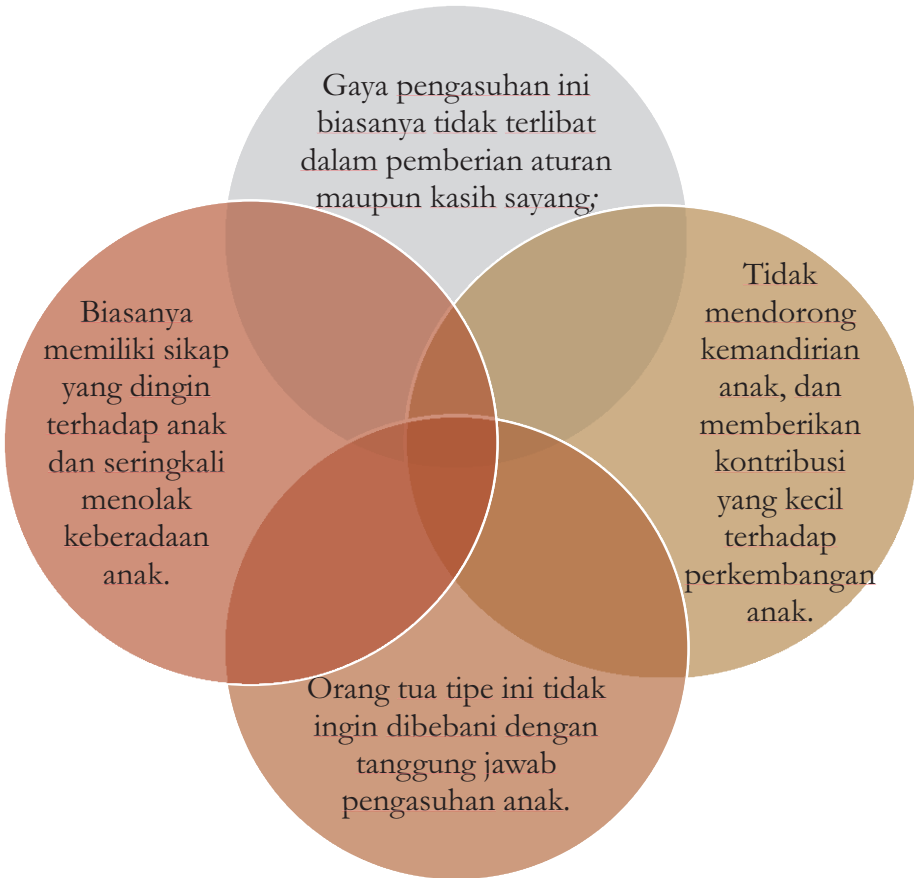 Gaya pengasuhan ini
biasanya tidak terlibat
dalam pemberian aturan
maupun kasih sayang;
Tidak
mendorong
kemandirian
anak, dan
memberikan
kontribusi
yang kecil
terhadap
perkembangan
anak.
Orang tua tipe ini tidak
ingin dibebani dengan
tanggung jawab
pengasuhan anak.
Biasanya
memiliki sikap
yang dingin
terhadap anak
dan seringkali
menolak
keberadaan
anak.